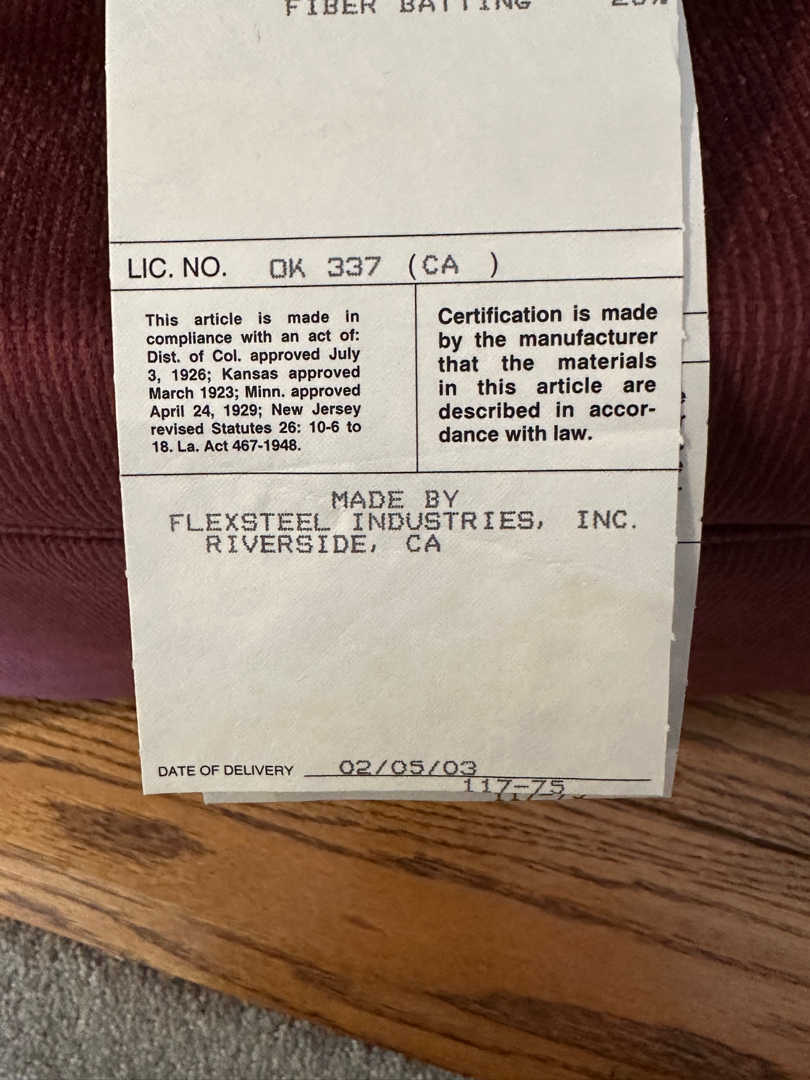 FIBER BATTING
LIC. NO. OK 337 (CA )
This article is made in
compliance with an act of:
Dist. of Col. approved July
3, 1926; Kansas approved
March 1923; Minn. approved
April 24, 1929; New Jersey
revised Statutes 26: 10-6 to
18. La. Act 467-1948.
Certification is made
by the manufacturer
that the materials
in this article are
described in accor-
dance with law.
MADE BY
FLEXSTEEL INDUSTRIES, INC.
RIVERSIDE, CA
DATE OF DELIVERY 02/05/03
117-75